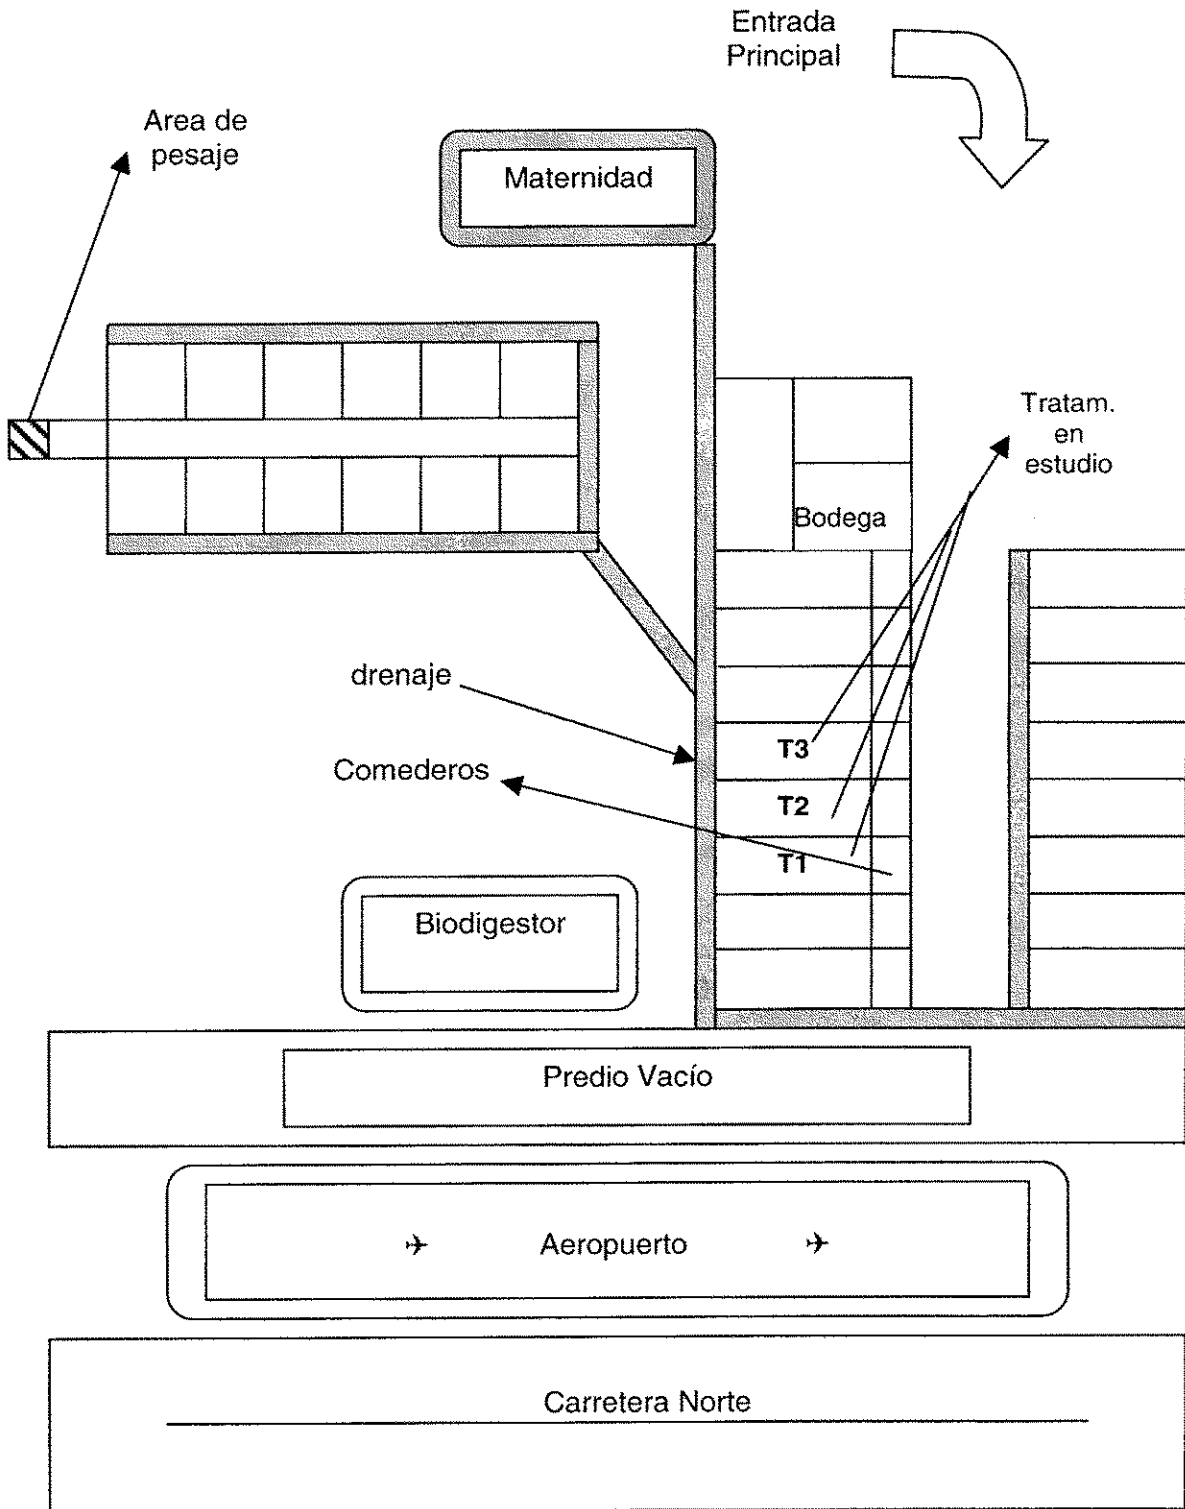 Entrada
Principal
Area de
pesaje
Maternidad
Tratam.
en
estudio
Bodega
drenaje
T3
Comederos
T2
T1
Biodigestor
Predio Vacío
Aeropuerto
Carretera Norte